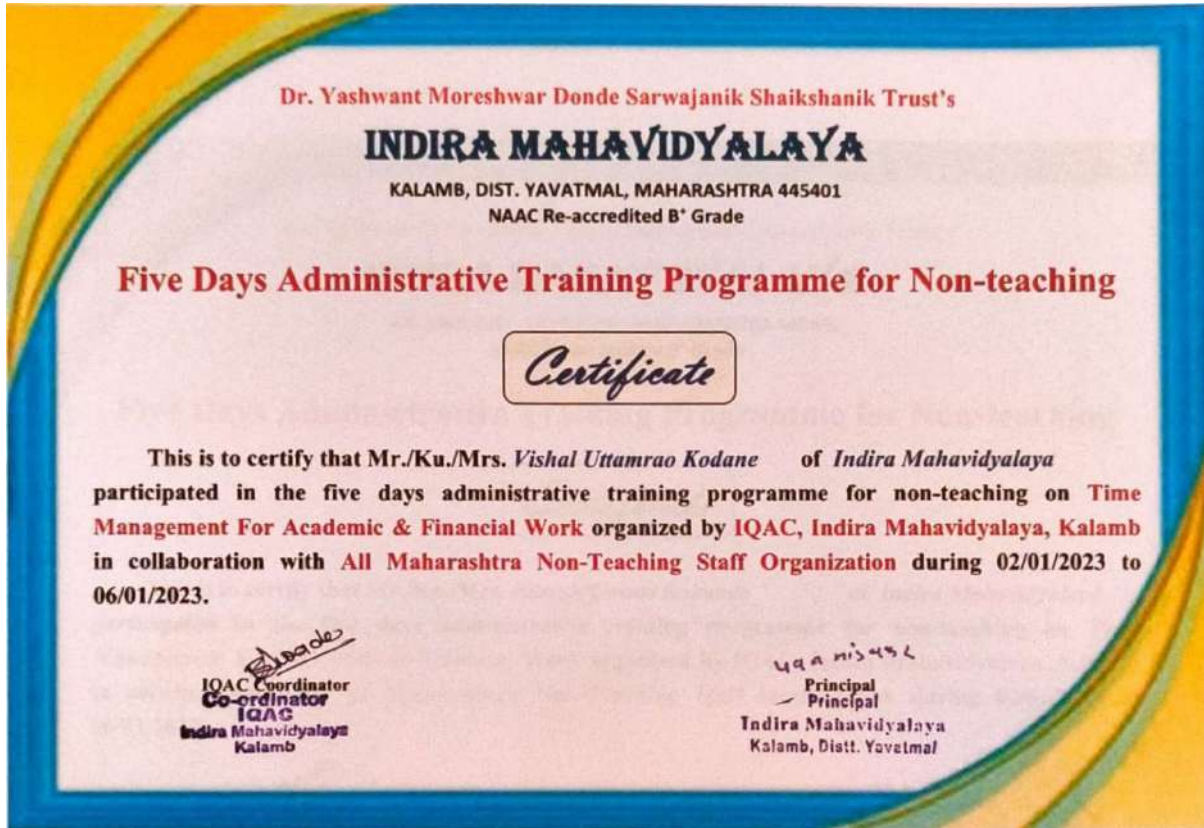 Dr. Yashwant Moreshwar Donde Sarwajanik Shaikshanik Trust's
INDIRA MAHAVIDYALAYA
KALAMB, DIST. YAVATMAL, MAHARASHTRA 445401
NAAC Re-accredited B⁺ Grade
Five Days Administrative Training Programme for Non-teaching
Certificate
This is to certify that Mr./Ku./Mrs. Vishal Uttamrao Kodane of Indira Mahavidyalaya
participated in the five days administrative training programme for non-teaching on Time
Management For Academic & Financial Work organized by IQAC, Indira Mahavidyalaya, Kalamb
in collaboration with All Maharashtra Non-Teaching Staff Organization during 02/01/2023 to
06/01/2023.
IQAC Coordinator
Co-ordinator
IQAC
Indira Mahavidyalaya
Kalamb
Principal
Principal
Indira Mahavidyalaya
Kalamb, Distt. Yavatmal